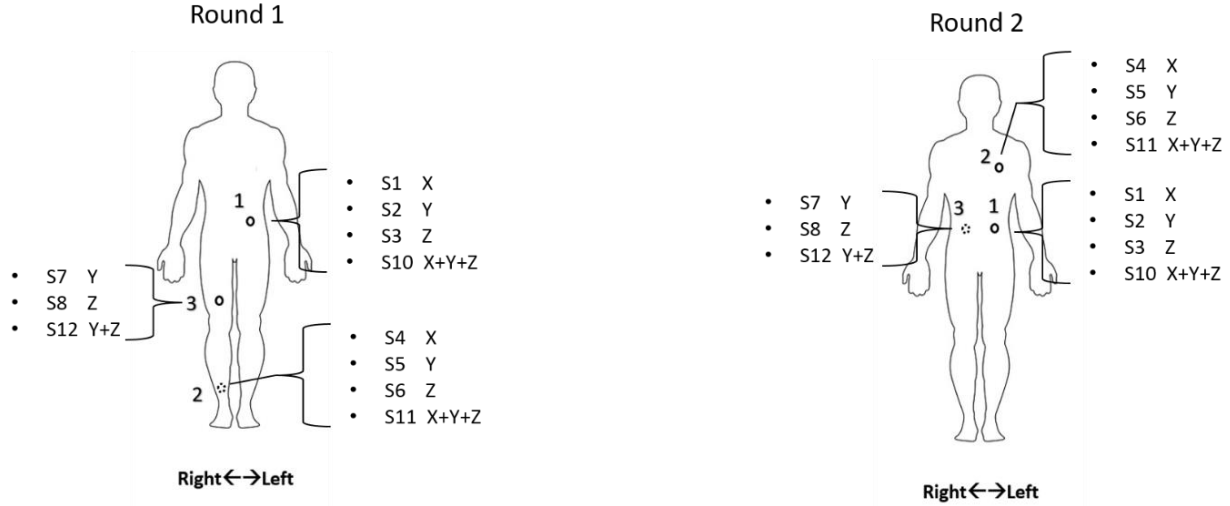 Round 1
1
• S1 X
• S2 Y
• S3 Z
• S10 X+Y+Z
• S7 Y
• S8 Z
• S12 Y+Z
3
• S4 X
• S5 Y
• S6 Z
• S11 X+Y+Z
2
Right←→Left
Round 2
• S4 X
• S5 Y
• S6 Z
• S11 X+Y+Z
2
• S7 Y
• S8 Z
• S12 Y+Z
3
1
• S1 X
• S2 Y
• S3 Z
• S10 X+Y+Z
Right←→Left